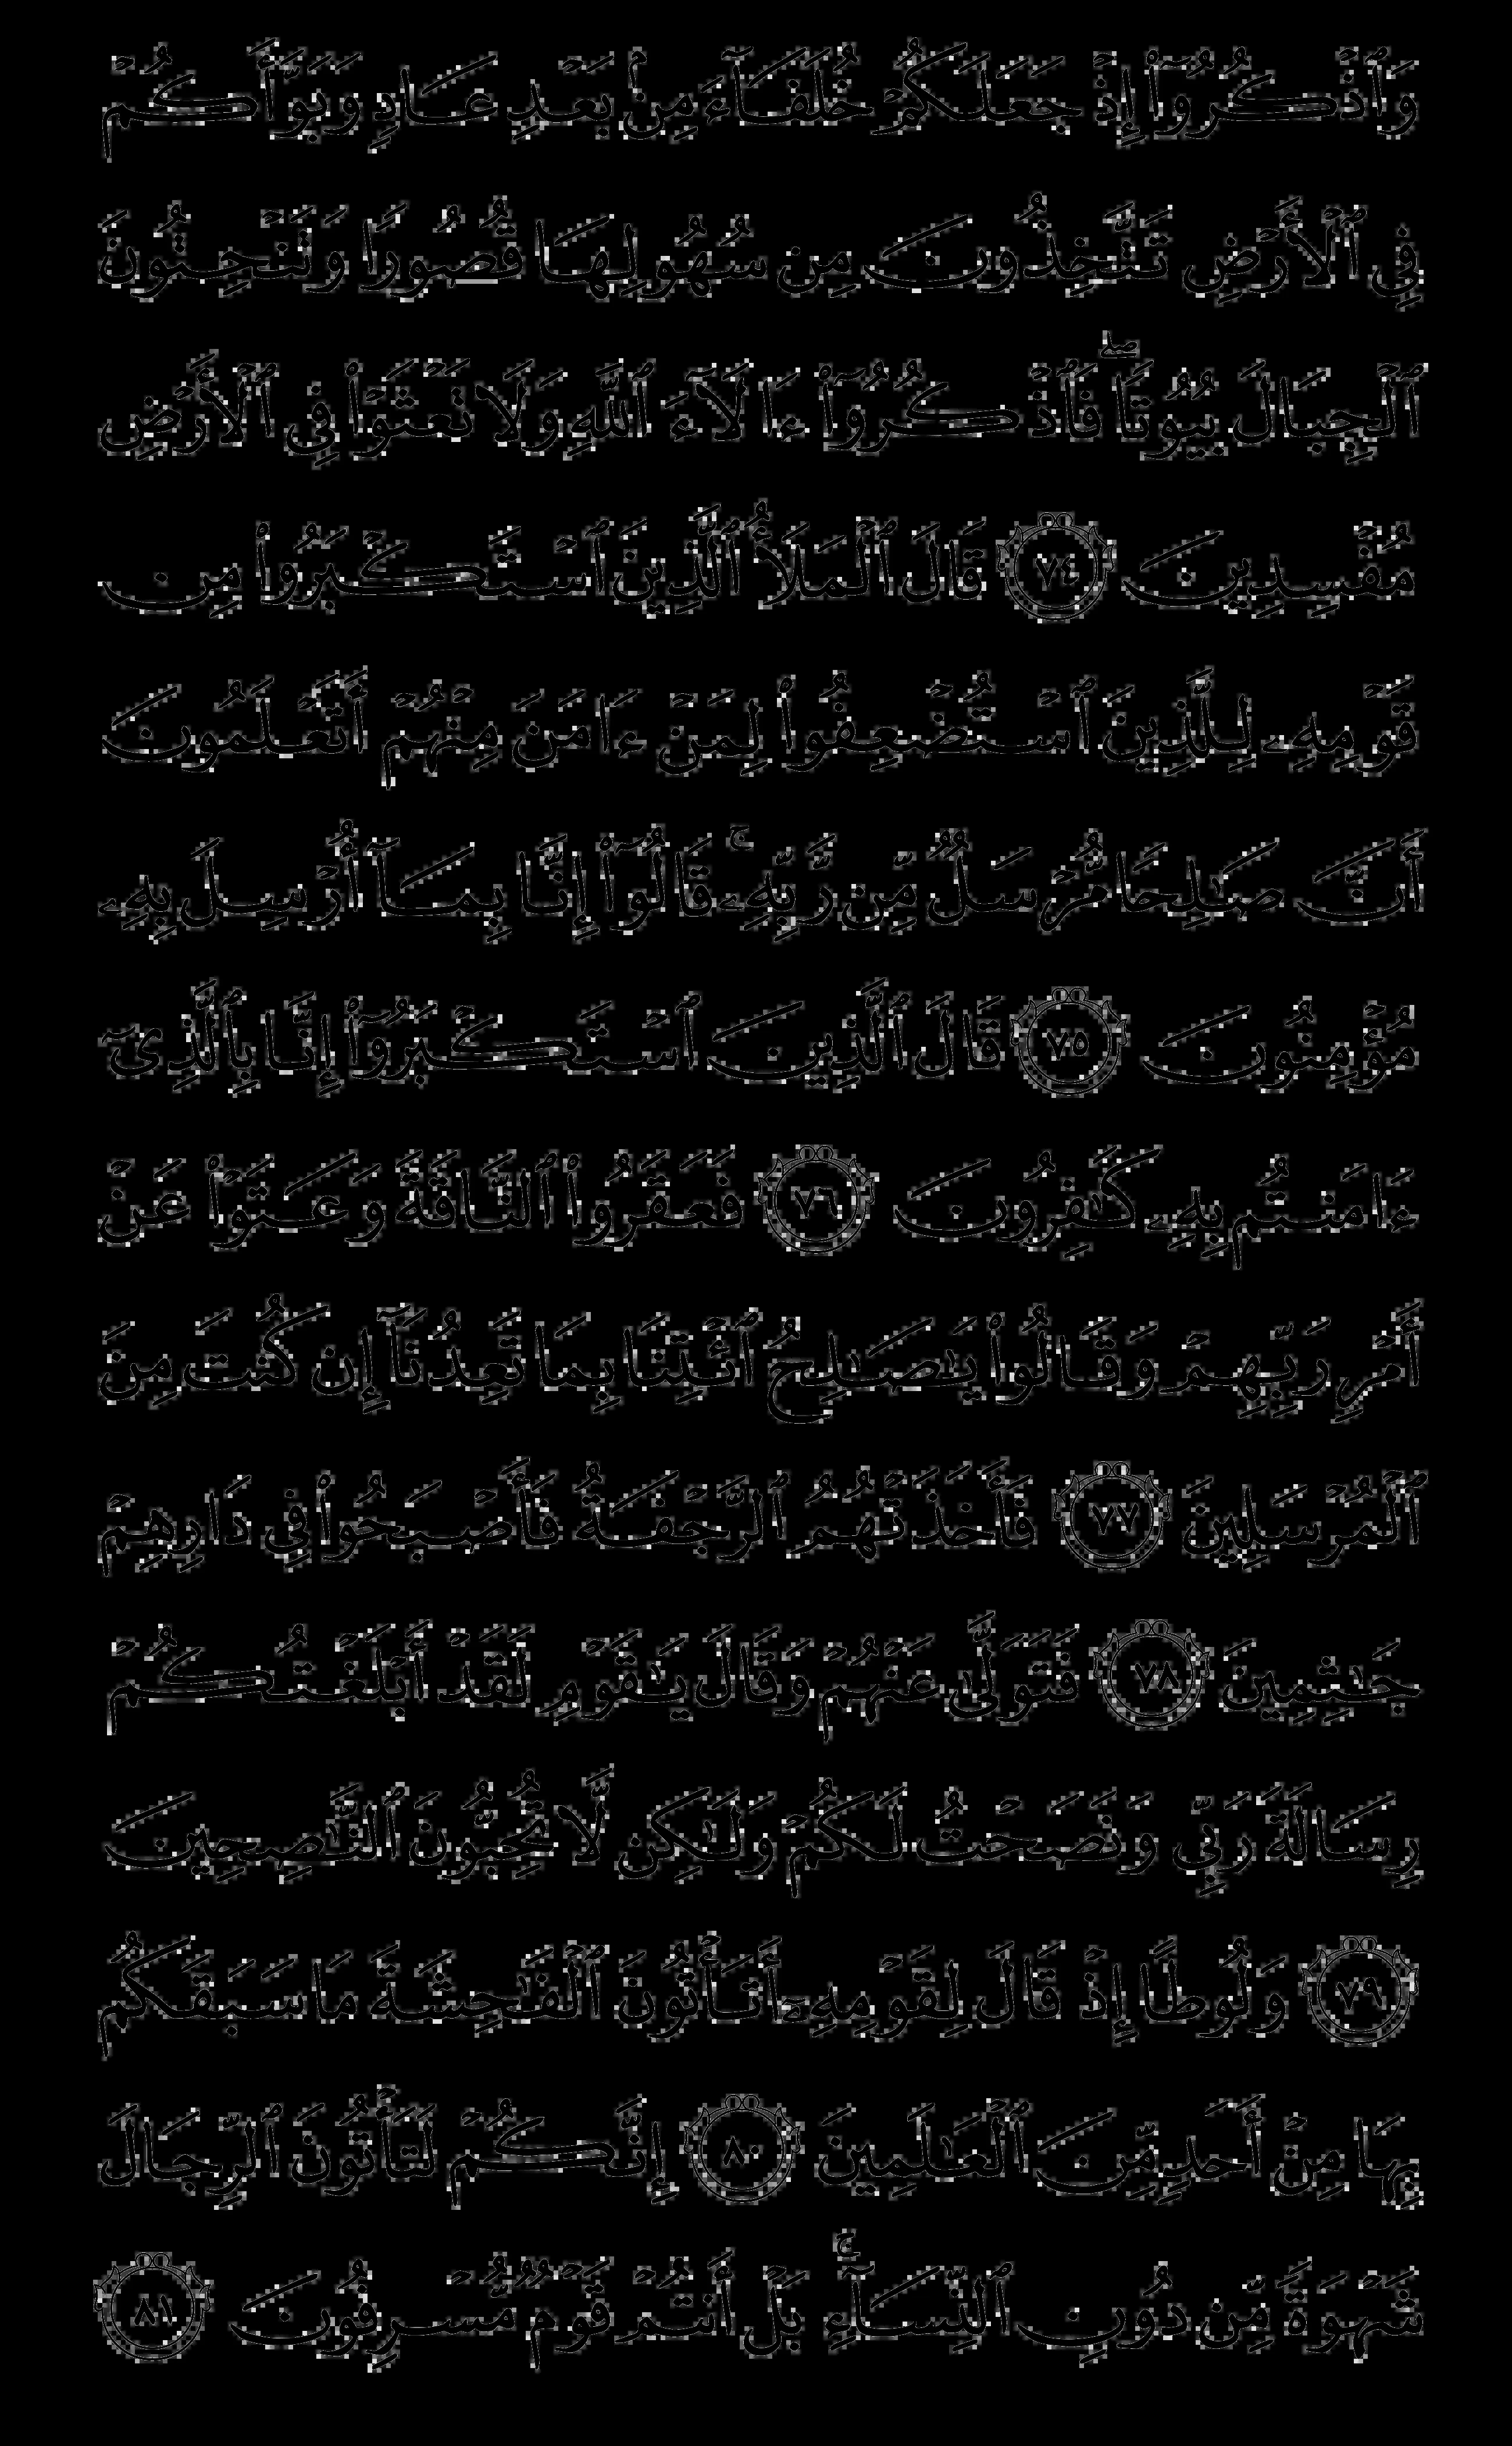 وَٱذْكُرُوٓا۟ إِذْ جَعَلَكُمْ خُلَفَآءَ مِنۢ بَعْدِ عَادٍ وَبَوَّأَكُمْ
فِى ٱلْأَرْضِ تَتَّخِذُونَ مِن سُهُولِهَا قُصُورًا وَتَنْحِتُونَ
ٱلْجِبَالَ بُيُوتًا ۖ فَٱذْكُرُوٓا۟ ءَالَآءَ ٱللَّهِ وَلَا تَعْثَوْا۟ فِى ٱلْأَرْضِ
مُفْسِدِينَ ٧٤ قَالَ ٱلْمَلَأُ ٱلَّذِينَ ٱسْتَكْبَرُوا۟ مِن
قَوْمِهِۦ لِلَّذِينَ ٱسْتُضْعِفُوا۟ لِمَنْ ءَامَنَ مِنْهُمْ أَتَعْلَمُونَ
أَنَّ صَـٰلِحًا مُّرْسَلٌ مِّن رَّبِّهِۦ ۚ قَالُوٓا۟ إِنَّا بِمَآ أُرْسِلَ بِهِۦ
مُؤْمِنُونَ ٧٥ قَالَ ٱلَّذِينَ ٱسْتَكْبَرُوٓا۟ إِنَّا بِٱلَّذِىٓ
ءَامَنتُم بِهِۦ كَـٰفِرُونَ ٧٦ فَعَقَرُوا۟ ٱلنَّاقَةَ وَعَتَوْا۟ عَنْ
أَمْرِ رَبِّهِمْ وَقَالُوا۟ يَـٰصَـٰلِحُ ٱئْتِنَا بِمَا تَعِدُنَآ إِن كُنتَ مِنَ
ٱلْمُرْسَلِينَ ٧٧ فَأَخَذَتْهُمُ ٱلرَّجْفَةُ فَأَصْبَحُوا۟ فِى دَارِهِمْ
جَـٰثِمِينَ ٧٨ فَتَوَلَّىٰ عَنْهُمْ وَقَالَ يَـٰقَوْمِ لَقَدْ أَبْلَغْتُكُمْ
رِسَالَةَ رَبِّى وَنَصَحْتُ لَكُمْ وَلَـٰكِن لَّا تُحِبُّونَ ٱلنَّـٰصِحِينَ
٧٩ وَلُوطًا إِذْ قَالَ لِقَوْمِهِۦٓ أَتَأْتُونَ ٱلْفَـٰحِشَةَ مَا سَبَقَكُم
بِهَا مِنْ أَحَدٍ مِّنَ ٱلْعَـٰلَمِينَ ٨٠ إِنَّكُمْ لَتَأْتُونَ ٱلرِّجَالَ
شَهْوَةً مِّن دُونِ ٱلنِّسَآءِ ۚ بَلْ أَنتُمْ قَوْمٌ مُّسْرِفُونَ ٨١